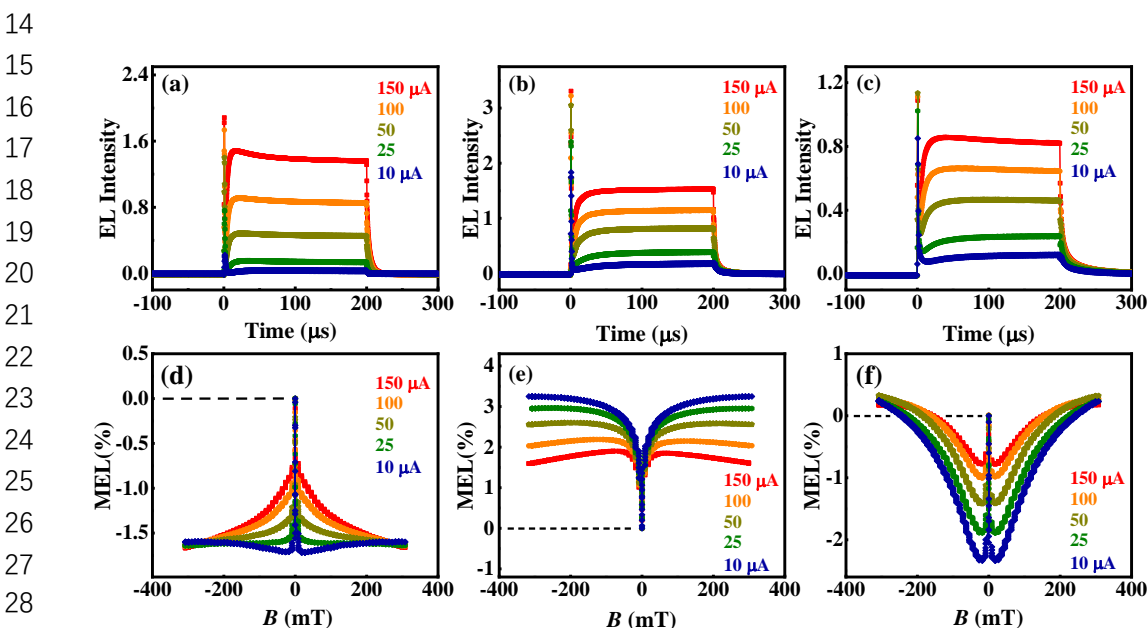 14
15
16
17
18
19
20
21
22
23
24
25
26
27
28
(a)
2.4
1.6
0.8
0.0
EL Intensity
150 μA
100
50
25
10 μA
-100 0 100 200 300
Time (μs)
(b)
3
2
1
0
EL Intensity
150 μA
100
50
25
10 μA
-100 0 100 200 300
Time (μs)
(c)
1.2
0.8
0.4
0.0
EL Intensity
150 μA
100
50
25
10 μA
-100 0 100 200 300
Time (μs)
(d)
0.5
0.0
-0.5
-1.0
-1.5
MEL(%)
150 μA
100
50
25
10 μA
-400 -200 0 200 400
B (mT)
(e)
4
3
2
1
0
-1
MEL(%)
150 μA
100
50
25
10 μA
-400 -200 0 200 400
B (mT)
(f)
1
0
-1
-2
MEL(%)
150 μA
100
50
25
10 μA
-400 -200 0 200 400
B (mT)